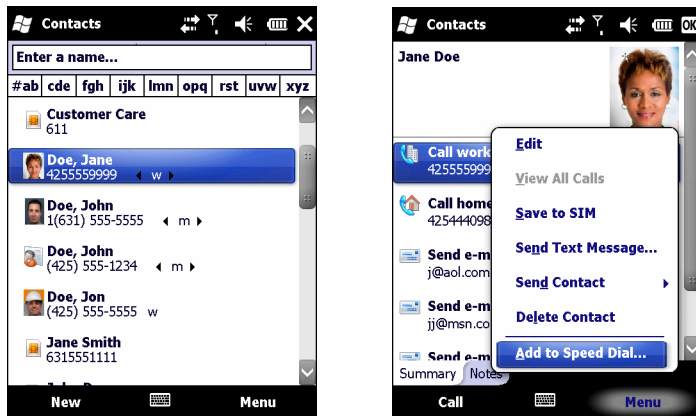 Contacts
Enter a name...
#ab cde fgh ijk lmn opq rst uvw xyz
Customer Care
611
Doe, Jane
4255559999 w
Doe, John
1(631) 555-5555 m
Doe, John
(425) 555-1234 m
Doe, Jon
(425) 555-5555 w
Jane Smith
6315551111
New Menu
Contacts OK
Jane Doe
Call work
425555999
Call home
425444098
Send e-m
j@aol.com
Send e-m
jj@msn.co
Send e-m
Edit
View All Calls
Save to SIM
Send Text Message...
Send Contact
Delete Contact
Add to Speed Dial...
Summary Notes
Call Menu